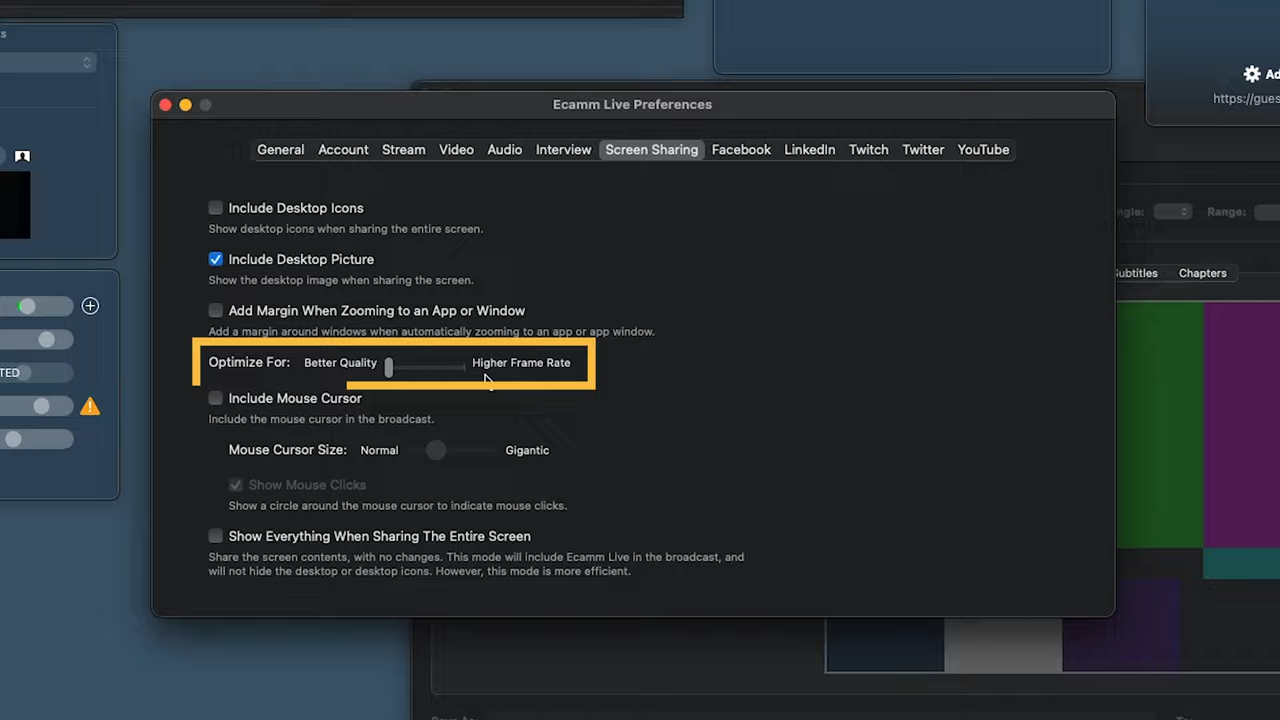 s
Ecamm Live Preferences
Ad
https://gues
General Account Stream Video Audio Interview Screen Sharing Facebook LinkedIn Twitch Twitter YouTube
Include Desktop Icons
Show desktop icons when sharing the entire screen.
ngle: Range:
Include Desktop Picture
Show the desktop image when sharing the screen.
Subtitles Chapters
Add Margin When Zooming to an App or Window
Add a margin around windows when automatically zooming to an app or app window.
Optimize For: Better Quality Higher Frame Rate
TED
Include Mouse Cursor
Include the mouse cursor in the broadcast.
Mouse Cursor Size: Normal Gigantic
Show Mouse Clicks
Show a circle around the mouse cursor to indicate mouse clicks.
Show Everything When Sharing The Entire Screen
Share the screen contents, with no changes. This mode will include Ecamm Live in the broadcast, and
will not hide the desktop or desktop icons. However, this mode is more efficient.